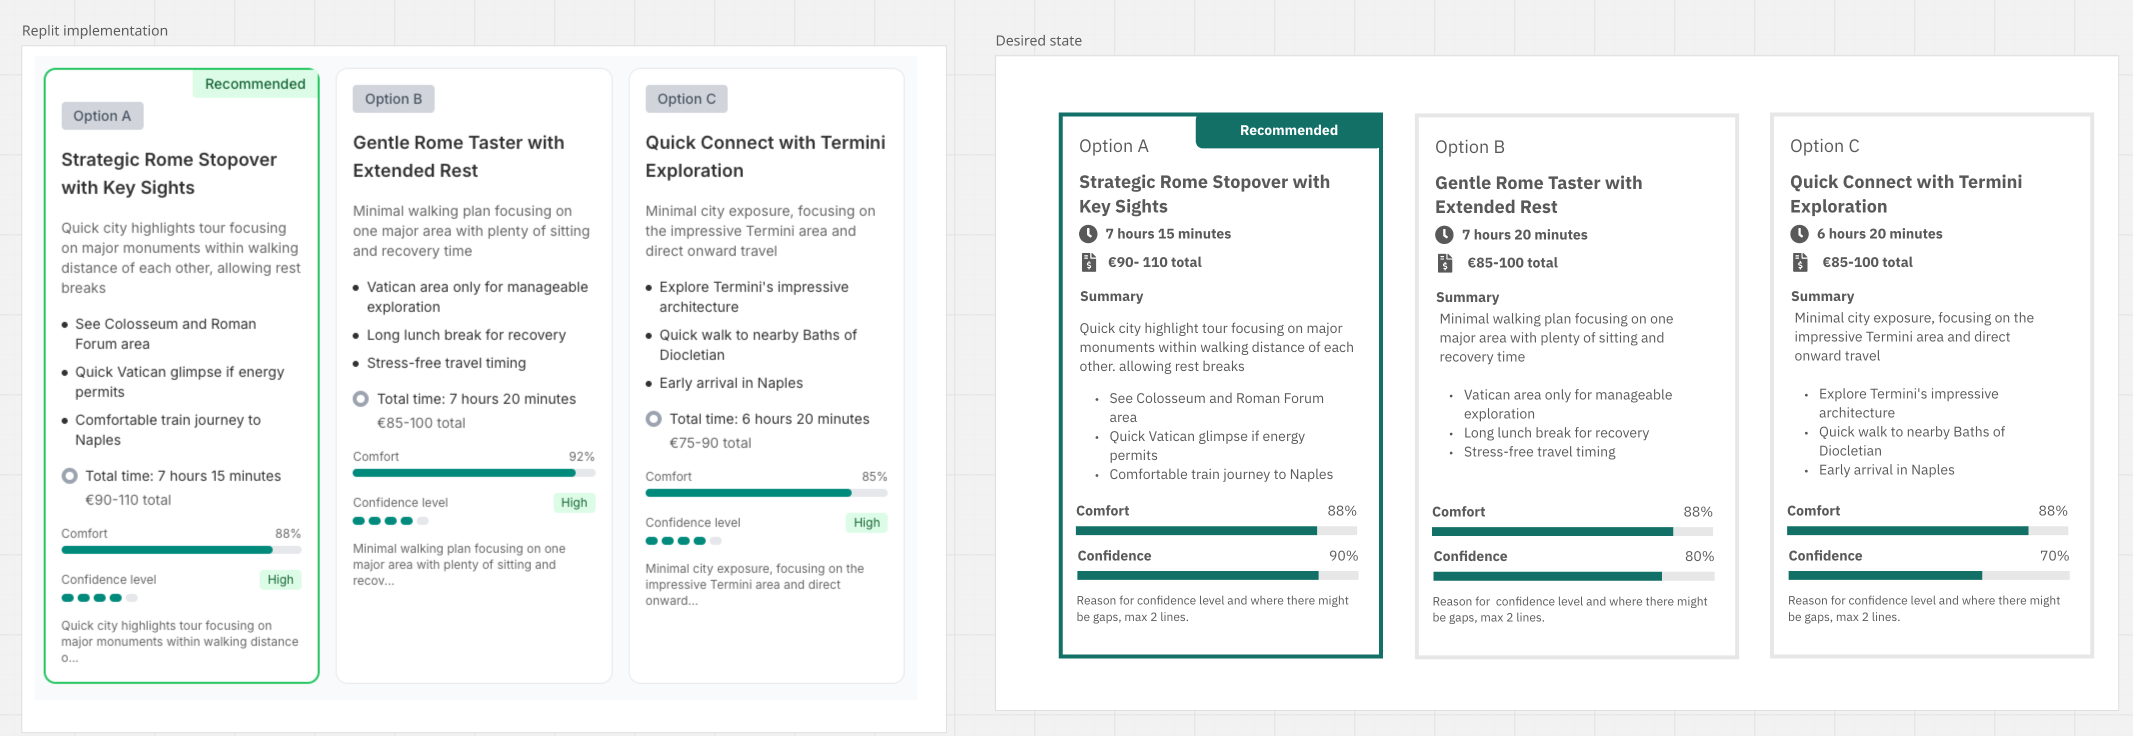 Replit implementation
Recommended
Option A
Strategic Rome Stopover
with Key Sights
Quick city highlights tour focusing
on major monuments within walking
distance of each other, allowing rest
breaks
• See Colosseum and Roman
Forum area
• Quick Vatican glimpse if energy
permits
• Comfortable train journey to
Naples
Total time: 7 hours 15 minutes
€90-110 total
Comfort 88%
Confidence level High
Quick city highlights tour focusing on
major monuments within walking distance
o...
Option B
Gentle Rome Taster with
Extended Rest
Minimal walking plan focusing on
one major area with plenty of sitting
and recovery time
• Vatican area only for manageable
exploration
• Long lunch break for recovery
• Stress-free travel timing
Total time: 7 hours 20 minutes
€85-100 total
Comfort 92%
Confidence level High
Minimal walking plan focusing on one
major area with plenty of sitting and
recov...
Option C
Quick Connect with Termini
Exploration
Minimal city exposure, focusing on
the impressive Termini area and
direct onward travel
• Explore Termini's impressive
architecture
• Quick walk to nearby Baths of
Diocletian
• Early arrival in Naples
Total time: 6 hours 20 minutes
€75-90 total
Comfort 85%
Confidence level High
Minimal city exposure, focusing on the
impressive Termini area and direct
onward...
Desired state
Recommended
Option A
Strategic Rome Stopover with
Key Sights
7 hours 15 minutes
€90- 110 total
Summary
Quick city highlight tour focusing on major
monuments within walking distance of each
other. allowing rest breaks
• See Colosseum and Roman Forum
area
• Quick Vatican glimpse if energy
permits
• Comfortable train journey to Naples
Comfort 88%
Confidence 90%
Reason for confidence level and where there might
be gaps, max 2 lines.
Option B
Gentle Rome Taster with
Extended Rest
7 hours 20 minutes
€85-100 total
Summary
Minimal walking plan focusing on one
major area with plenty of sitting and
recovery time
• Vatican area only for manageable
exploration
• Long lunch break for recovery
• Stress-free travel timing
Comfort 88%
Confidence 80%
Reason for confidence level and where there might
be gaps, max 2 lines.
Option C
Quick Connect with Termini
Exploration
6 hours 20 minutes
€85-100 total
Summary
Minimal city exposure, focusing on the
impressive Termini area and direct
onward travel
• Explore Termini's impressive
architecture
• Quick walk to nearby Baths of
Diocletian
• Early arrival in Naples
Comfort 88%
Confidence 70%
Reason for confidence level and where there might
be gaps, max 2 lines.